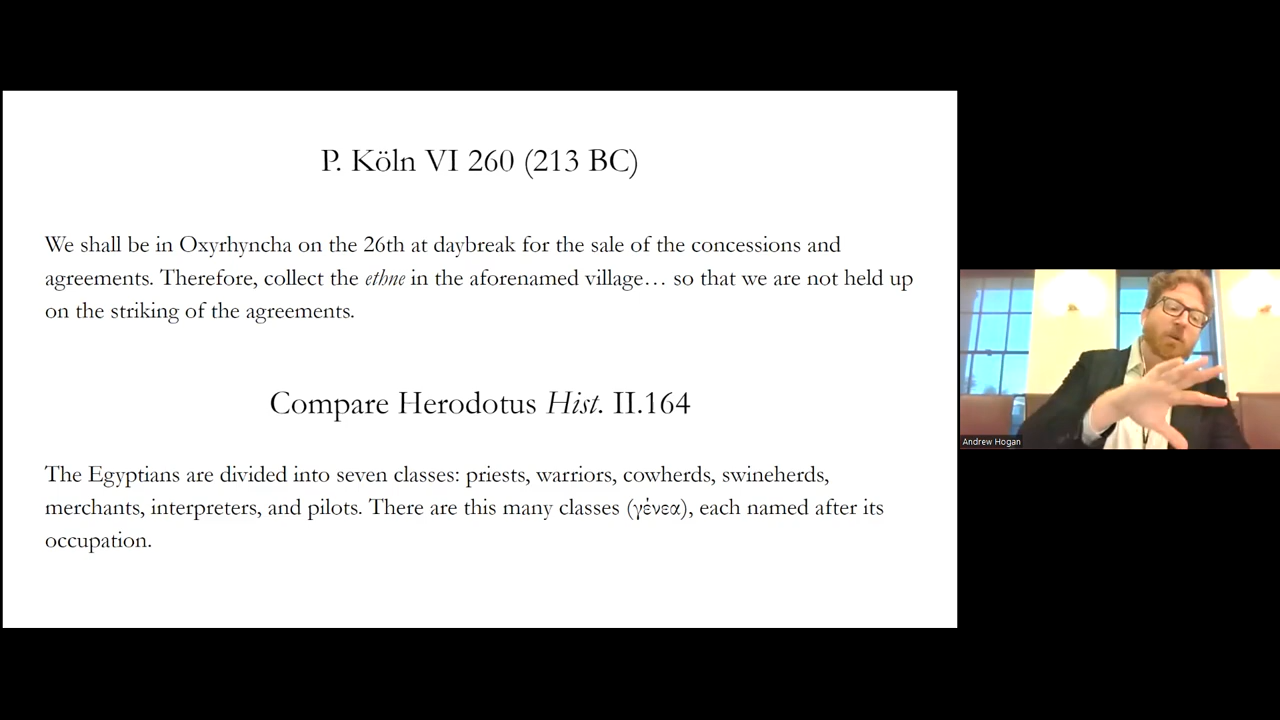 P. Köln VI 260 (213 BC)
We shall be in Oxyrhyncha on the 26th at daybreak for the sale of the concessions and
agreements. Therefore, collect the ethne in the aforenamed village… so that we are not held up
on the striking of the agreements.
Compare Herodotus Hist. II.164
The Egyptians are divided into seven classes: priests, warriors, cowherds, swineherds,
merchants, interpreters, and pilots. There are this many classes (γένεα), each named after its
occupation.
Andrew Hogan